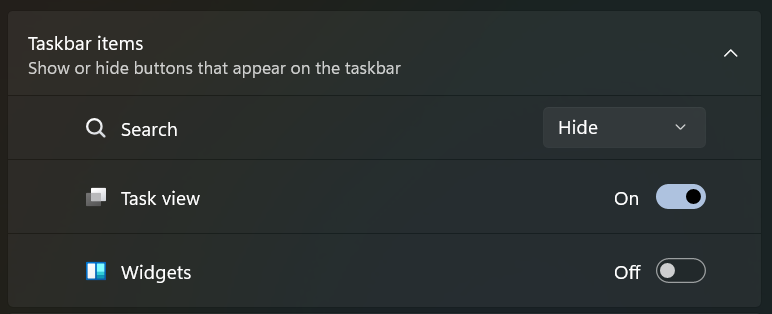 Taskbar items
Show or hide buttons that appear on the taskbar
Search
Hide
Task view
On
Widgets
Off